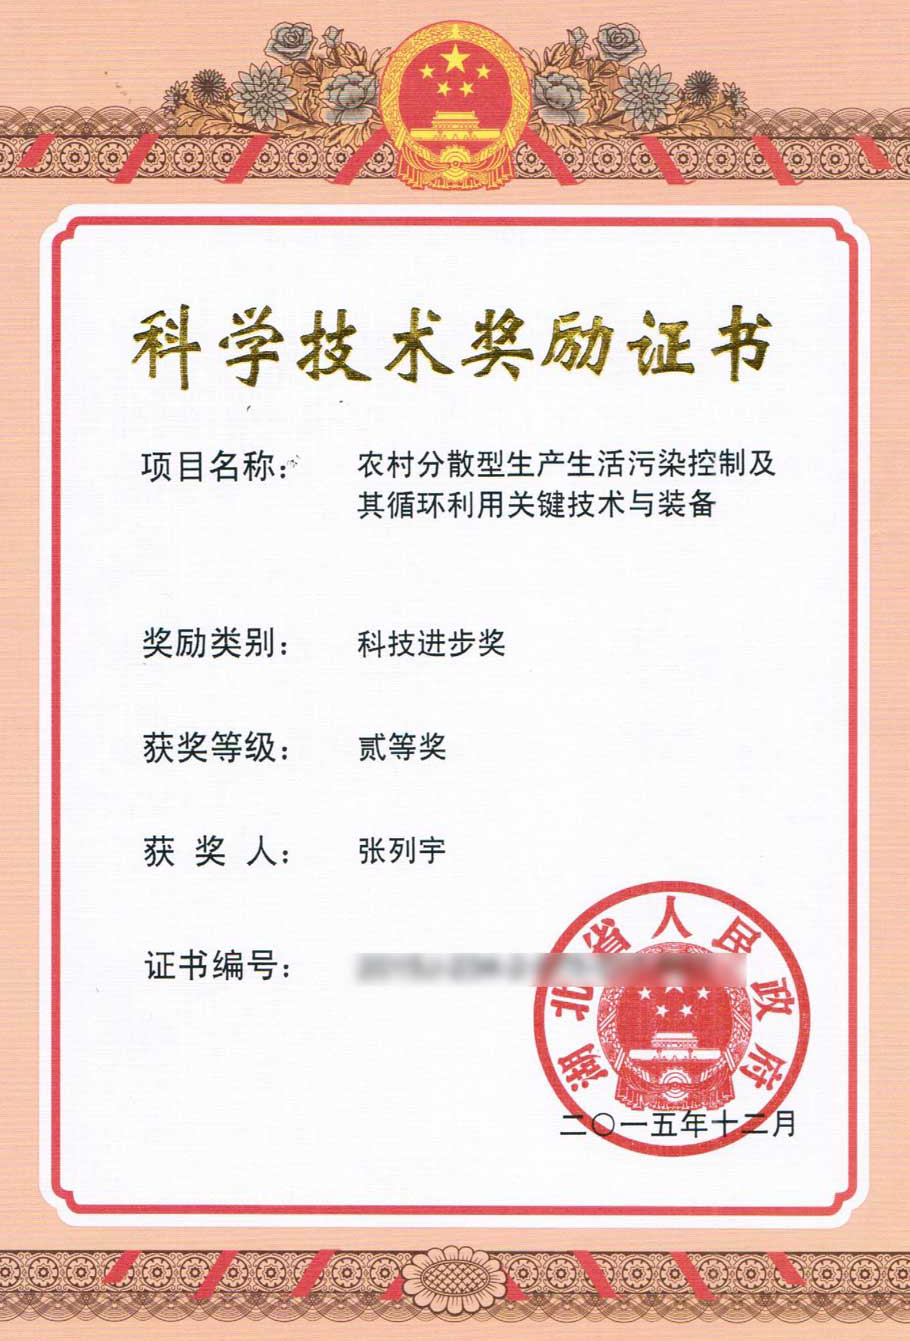 科学技术奖励证书
项目名称: 农村分散型生产生活污染控制及
其循环利用关键技术与装备
奖励类别: 科技进步奖
获奖等级: 贰等奖
获 奖 人: 张列宇
证书编号:
湖北省人民政府
二〇一五年十二月